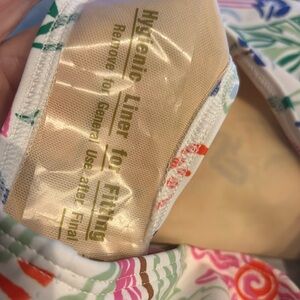 Hygienic Liner for Fitting
Remove for General Use after Final